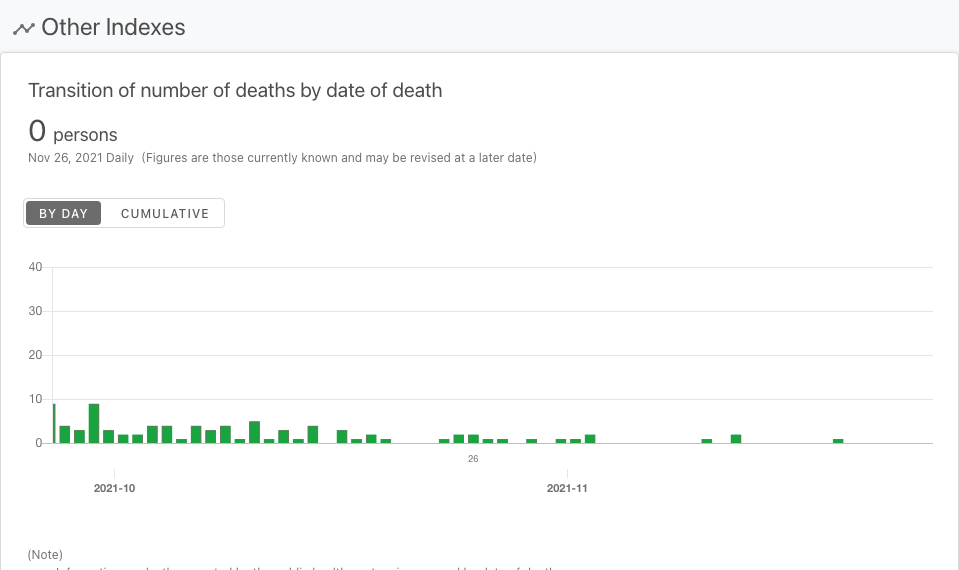 Other Indexes
Transition of number of deaths by date of death
0 persons
Nov 26, 2021 Daily (Figures are those currently known and may be revised at a later date)
BY DAY CUMULATIVE
40
30
20
10
0
26
2021-10 2021-11
(Note)